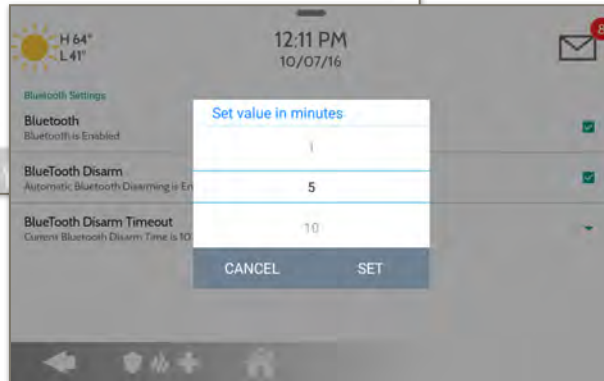 H 64°
L 41°
12:11 PM
10/07/16
8
Bluetooth Settings
Bluetooth
Bluetooth is Enabled
Set value in minutes
1
5
10
CANCEL SET
BlueTooth Disarm
Automatic Bluetooth Disarming is En
BlueTooth Disarm Timeout
Current Bluetooth Disarm Time is 10